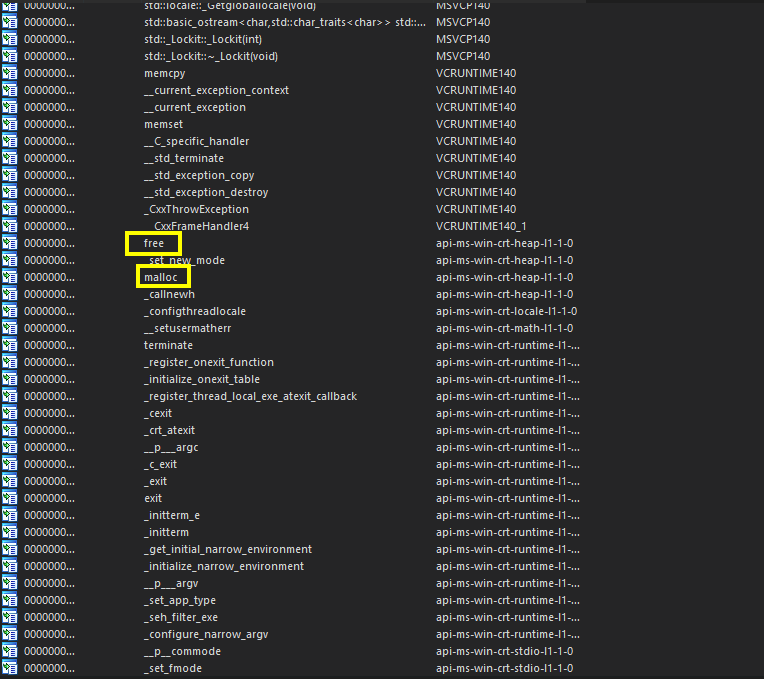 0000000... std::locale::_Getgloballocale(void) MSVCP140
0000000... std::basic_ostream<char,std::char_traits<char>> std::... MSVCP140
0000000... std::_Lockit::_Lockit(int) MSVCP140
0000000... std::_Lockit::~_Lockit(void) MSVCP140
0000000... memcpy VCRUNTIME140
0000000... __current_exception_context VCRUNTIME140
0000000... __current_exception VCRUNTIME140
0000000... memset VCRUNTIME140
0000000... __C_specific_handler VCRUNTIME140
0000000... __std_terminate VCRUNTIME140
0000000... __std_exception_copy VCRUNTIME140
0000000... __std_exception_destroy VCRUNTIME140
0000000... _CxxThrowException VCRUNTIME140
0000000... __CxxFrameHandler4 VCRUNTIME140_1
0000000... free api-ms-win-crt-heap-l1-1-0
0000000... _set_new_mode api-ms-win-crt-heap-l1-1-0
0000000... malloc api-ms-win-crt-heap-l1-1-0
0000000... _callnewh api-ms-win-crt-heap-l1-1-0
0000000... _configthreadlocale api-ms-win-crt-locale-l1-1-0
0000000... __setusermatherr api-ms-win-crt-math-l1-1-0
0000000... terminate api-ms-win-crt-runtime-l1-...
0000000... _register_onexit_function api-ms-win-crt-runtime-l1-...
0000000... _initialize_onexit_table api-ms-win-crt-runtime-l1-...
0000000... _register_thread_local_exe_atexit_callback api-ms-win-crt-runtime-l1-...
0000000... _cexit api-ms-win-crt-runtime-l1-...
0000000... _crt_atexit api-ms-win-crt-runtime-l1-...
0000000... __p___argc api-ms-win-crt-runtime-l1-...
0000000... _c_exit api-ms-win-crt-runtime-l1-...
0000000... _exit api-ms-win-crt-runtime-l1-...
0000000... exit api-ms-win-crt-runtime-l1-...
0000000... _initterm_e api-ms-win-crt-runtime-l1-...
0000000... _initterm api-ms-win-crt-runtime-l1-...
0000000... _get_initial_narrow_environment api-ms-win-crt-runtime-l1-...
0000000... _initialize_narrow_environment api-ms-win-crt-runtime-l1-...
0000000... __p___argv api-ms-win-crt-runtime-l1-...
0000000... _set_app_type api-ms-win-crt-runtime-l1-...
0000000... _seh_filter_exe api-ms-win-crt-runtime-l1-...
0000000... _configure_narrow_argv api-ms-win-crt-runtime-l1-...
0000000... __p__commode api-ms-win-crt-stdio-l1-1-0
0000000... _set_fmode api-ms-win-crt-stdio-l1-1-0